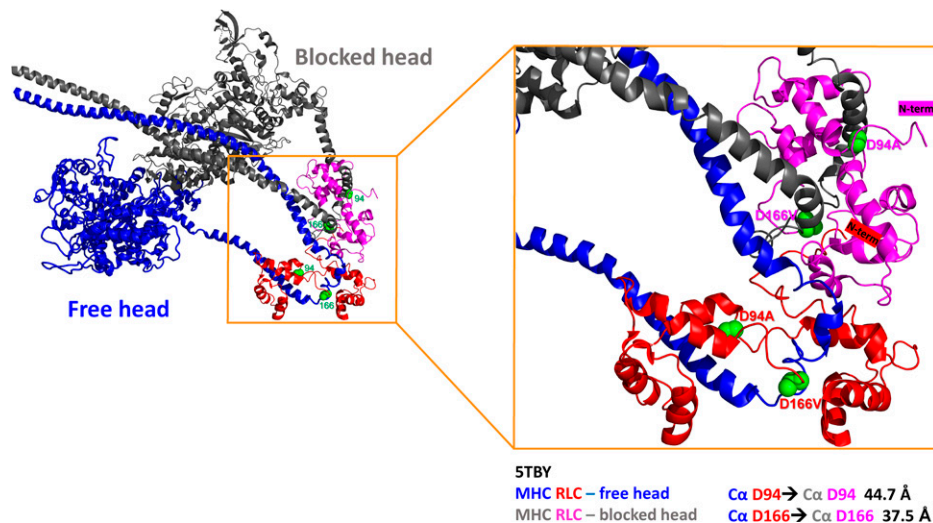 Blocked head
94
166
94
166
Free head
N-term
D94A
D166V
N-term
D94A
D166V
5TBY
MHC RLC – free head
MHC RLC – blocked head
Cα D94➔ Cα D94 44.7 Å
Cα D166➔ Cα D166 37.5 Å